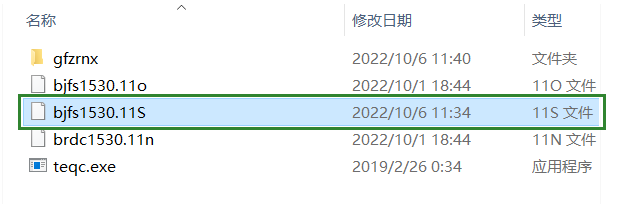 名称 修改日期 类型
gfzrnx 2022/10/6 11:40 文件夹
bjfs1530.11o 2022/10/1 18:44 11O 文件
bjfs1530.11S 2022/10/6 11:34 11S 文件
brdc1530.11n 2022/10/1 18:44 11N 文件
teqc.exe 2019/2/26 0:34 应用程序